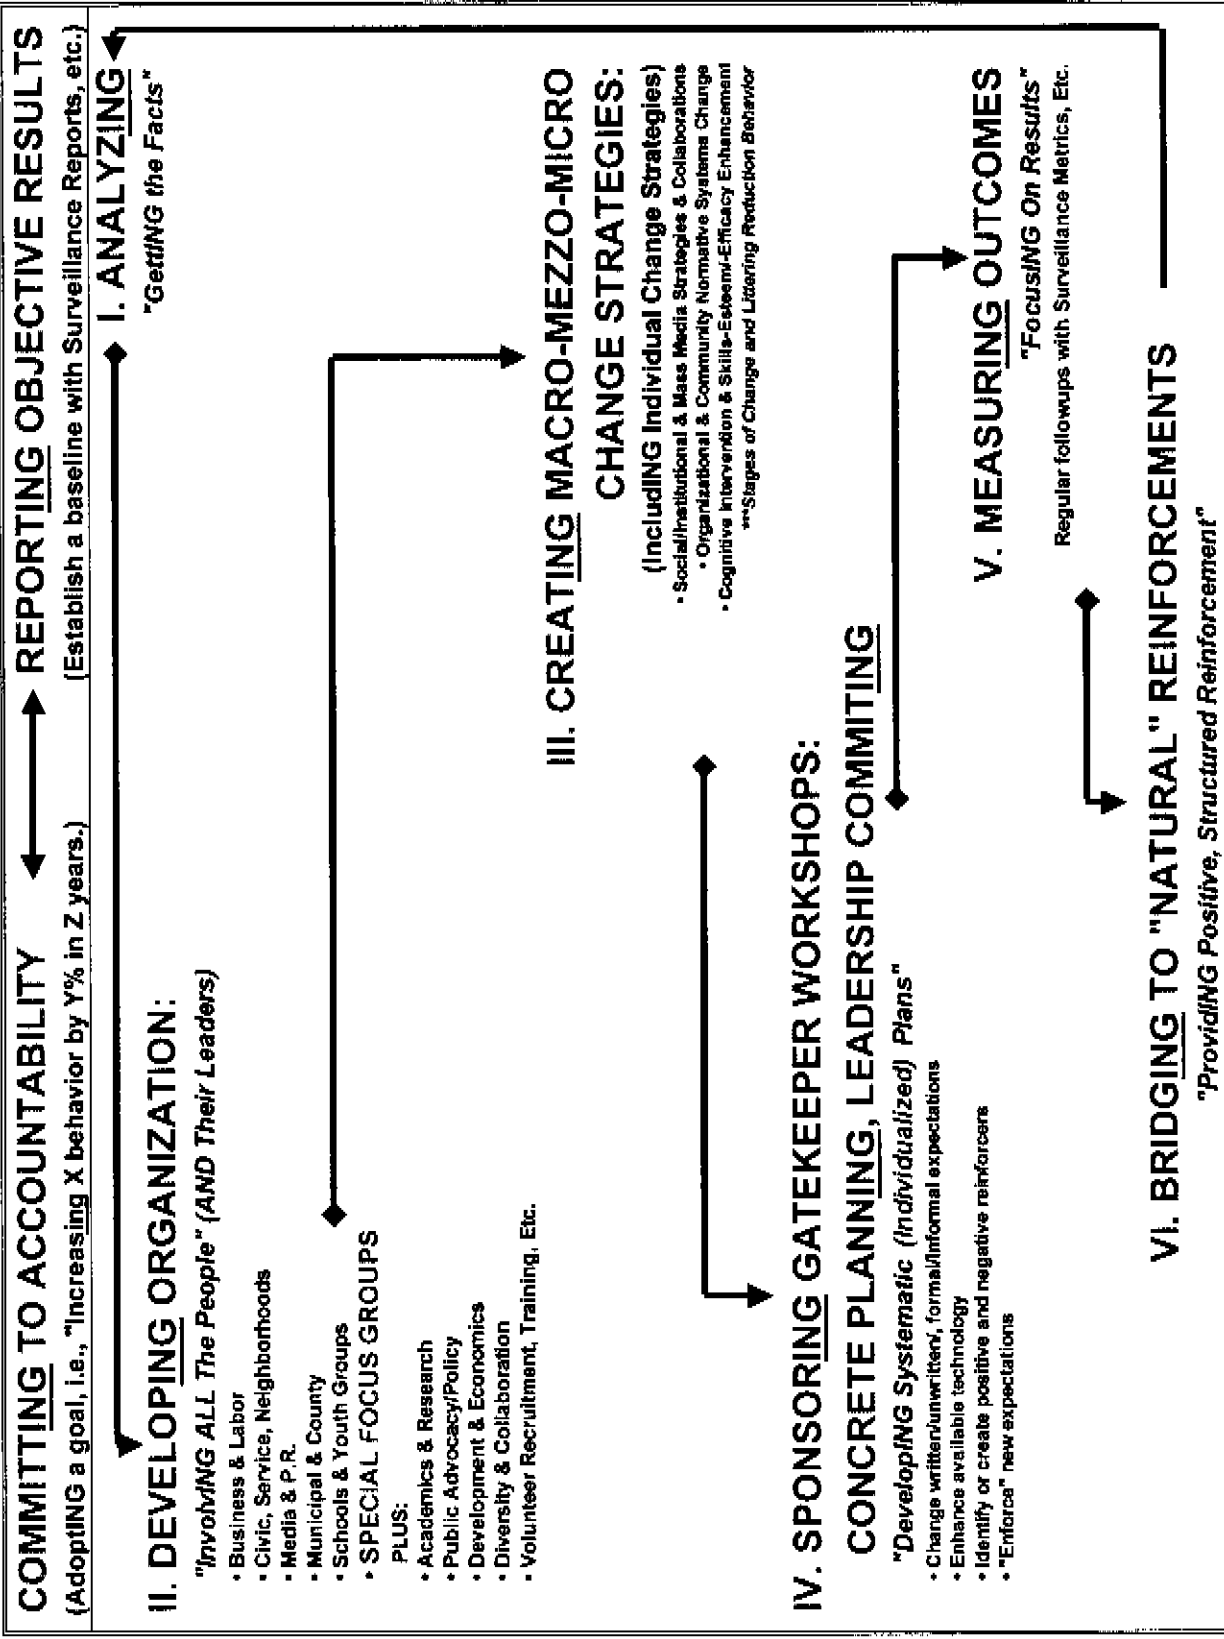 COMMITTING TO ACCOUNTABILITY
REPORTING OBJECTIVE RESULTS
(AdoptING a goal, i.e., "Increasing X behavior by Y% in Z years.)
(Establish a baseline with Surveillance Reports, etc.)
I. ANALYZING
"GettING the Facts"
II. DEVELOPING ORGANIZATION:
"InvolvING ALL The People" (AND Their Leaders)
• Business & Labor
• Civic, Service, Neighborhoods
• Media & P.R.
• Municipal & County
• Schools & Youth Groups
• SPECIAL FOCUS GROUPS
PLUS:
• Academics & Research
• Public Advocacy/Policy
• Development & Economics
• Diversity & Collaboration
• Volunteer Recruitment, Training, Etc.
III. CREATING MACRO-MEZZO-MICRO
CHANGE STRATEGIES:
(IncludING Individual Change Strategies)
• Social/Institutional & Mass Media Strategies & Collaborations
• Organizational & Community Normative Systems Change
• Cognitive Intervention & Skills-Esteem/-Efficacy Enhancement
***Stages of Change and Littering Reduction Behavior
IV. SPONSORING GATEKEEPER WORKSHOPS:
CONCRETE PLANNING, LEADERSHIP COMMITING
"DevelopING Systematic (Individualized) Plans"
• Change written/unwritten/, formal/informal expectations
• Enhance available technology
• Identify or create positive and negative reinforcers
• "Enforce" new expectations
V. MEASURING OUTCOMES
"FocusING On Results"
Regular followups with Surveillance Metrics, Etc.
VI. BRIDGING TO "NATURAL" REINFORCEMENTS
"ProvidING Positive, Structured Reinforcement"